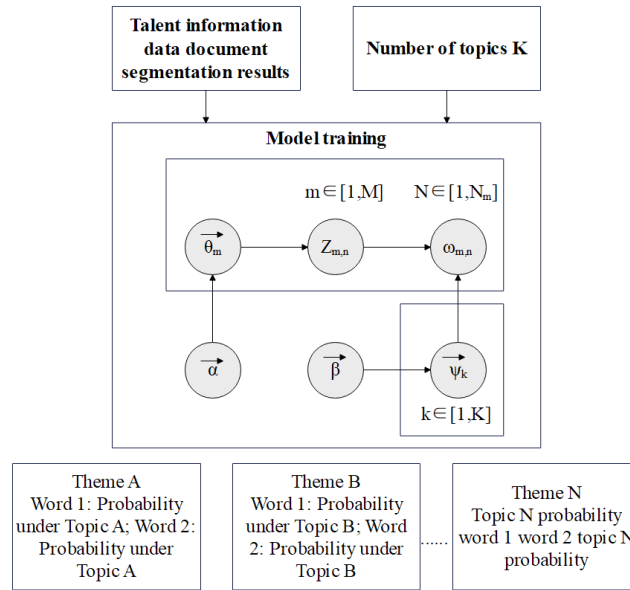 Talent information
data document
segmentation results
Number of topics K
Model training
m∈[1,M]
N∈[1,Nₘ]
θₘ
Zₘ,ₙ
ωₘ,ₙ
α
β
ψₖ
k∈[1,K]
Theme A
Word 1: Probability
under Topic A; Word 2:
Probability under
Topic A
Theme B
Word 1: Probability
under Topic B; Word
2: Probability under
Topic B
......
Theme N
Topic N probability
word 1 word 2 topic N
probability